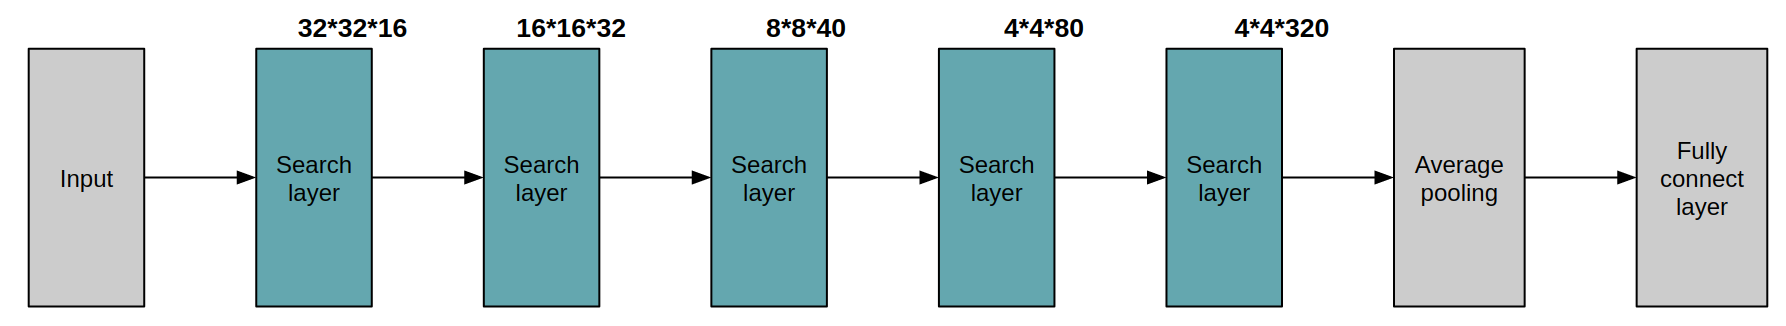 32*32*16
16*16*32
8*8*40
4*4*80
4*4*320
Input
Search
layer
Search
layer
Search
layer
Search
layer
Search
layer
Average
pooling
Fully
connect
layer